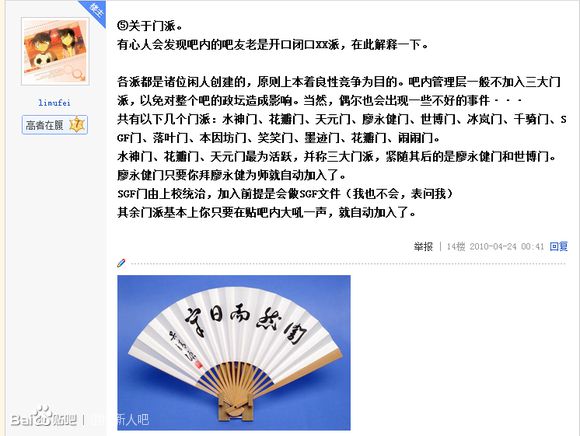 楼主
⑤关于门派。
有心人会发现吧内的吧友老是开口闭口XX派，在此解释一下。
各派都是诸位闲人创建的，原则上本着良性竞争为目的。吧内管理层一般不加入三大门
派，以免对整个吧的政坛造成影响。当然，偶尔也会出现一些不好的事件···
共有以下几个门派：水神门、花瓣门、天元门、廖永健门、世博门、冰岚门、千骑门、S
GF门、落叶门、本因坊门、笑笑门、墨迹门、花瓣门、闹闹门。
水神门、花瓣门、天元门最为活跃，并称三大门派，紧随其后的是廖永健门和世博门。
廖永健门只要你拜廖永健为师就自动加入了。
SGF门由上校统治，加入前提是会做SGF文件（我也不会，表问我）
其余门派基本上你只要在贴吧内大吼一声，就自动加入了。
limufei
高者在腹 7
举报 | 14楼 2010-04-24 00:41 回复
闇然而日章
Baidu贴吧 | 新人吧